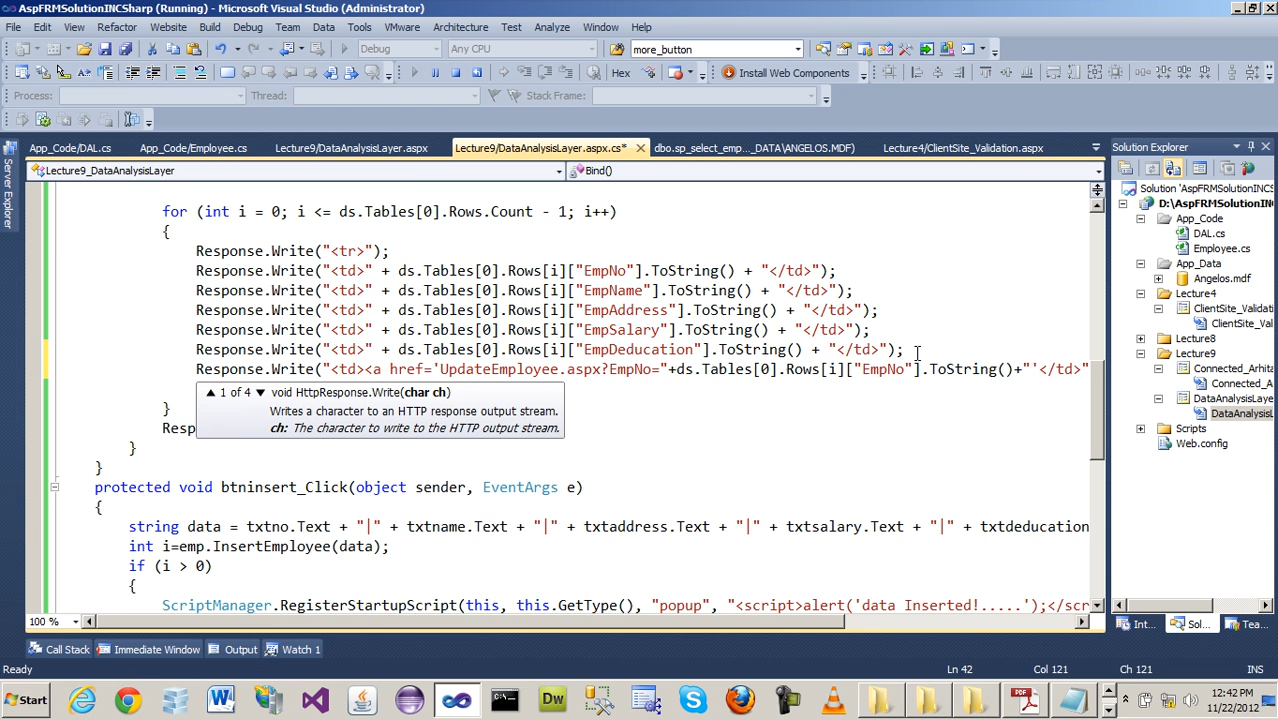 AspFRMSolutionINCSharp (Running) - Microsoft Visual Studio (Administrator)
File Edit View Refactor Website Build Debug Team Data Tools VMware Architecture Test Analyze Window Help
Debug Any CPU more_button
Hex Install Web Components
Process: Thread: Stack Frame:
App_Code/DAL.cs App_Code/Employee.cs Lecture9/DataAnalysisLayer.aspx Lecture9/DataAnalysisLayer.aspx.cs* dbo.sp_select_emp..._DATA\ANGELOS.MDF) Lecture4/ClientSite_Validation.aspx
Lecture9_DataAnalysisLayer Bind()
for (int i = 0; i <= ds.Tables[0].Rows.Count - 1; i++)
{
Response.Write("<tr>");
Response.Write("<td>" + ds.Tables[0].Rows[i]["EmpNo"].ToString() + "</td>");
Response.Write("<td>" + ds.Tables[0].Rows[i]["EmpName"].ToString() + "</td>");
Response.Write("<td>" + ds.Tables[0].Rows[i]["EmpAddress"].ToString() + "</td>");
Response.Write("<td>" + ds.Tables[0].Rows[i]["EmpSalary"].ToString() + "</td>");
Response.Write("<td>" + ds.Tables[0].Rows[i]["EmpDeducation"].ToString() + "</td>");
Response.Write("<td><a href='UpdateEmployee.aspx?EmpNo="+ds.Tables[0].Rows[i]["EmpNo"].ToString()+"'</td>"
1 of 4 void HttpResponse.Write(char ch)
Writes a character to an HTTP response output stream.
ch: The character to write to the HTTP output stream.
}
Resp
}
}
protected void btninsert_Click(object sender, EventArgs e)
{
string data = txtno.Text + "|" + txtname.Text + "|" + txtaddress.Text + "|" + txtsalary.Text + "|" + txtdeducation
int i=emp.InsertEmployee(data);
if (i > 0)
{
ScriptManager.RegisterStartupScript(this, this.GetType(), "popup", "<script>alert('data Inserted!.....');</scr
100 %
Server Explorer
Solution Explorer
Solution 'AspFRMSolutionINCS
D:\AspFRMSolutionINCS
App_Code
DAL.cs
Employee.cs
App_Data
Angelos.mdf
Lecture4
ClientSite_Validatio
ClientSite_Val
Lecture8
Lecture9
Connected_Arhita
Connected_A
DataAnalysisLaye
DataAnalysisL
Scripts
Web.config
Int... Sol... Tea...
Call Stack Immediate Window Output Watch 1
Ready Ln 42 Col 121 Ch 121 INS
Start 12:42 PM
11/22/2012